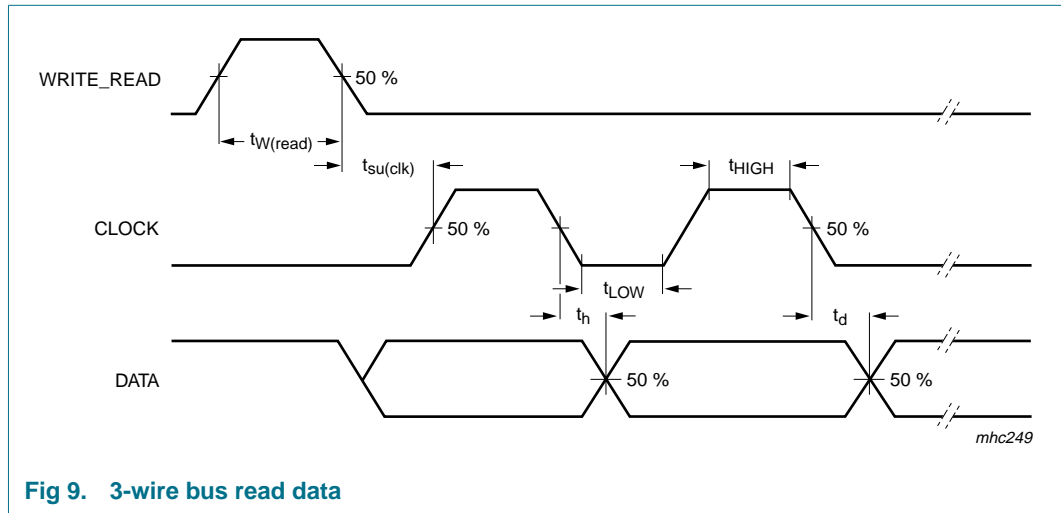 WRITE_READ
50 %
tW(read)
tsu(clk)
tHIGH
CLOCK
50 %
50 %
tLOW
th
td
DATA
50 %
50 %
mhc249
Fig 9. 3-wire bus read data